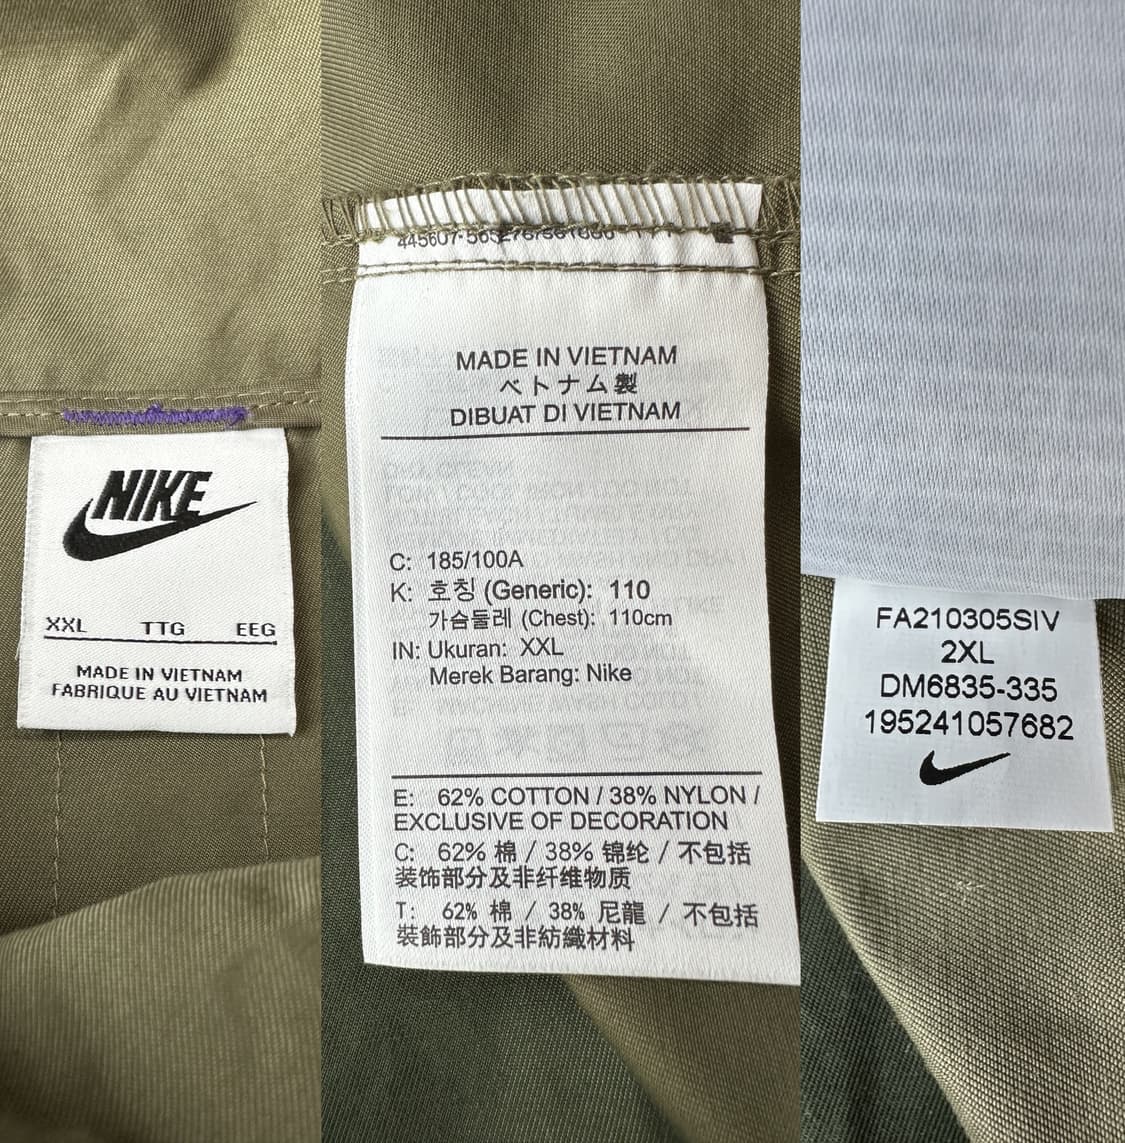 NIKE
XXL TTG EEG
MADE IN VIETNAM
FABRIQUE AU VIETNAM
MADE IN VIETNAM
ベトナム製
DIBUAT DI VIETNAM
C: 185/100A
K: 호칭 (Generic): 110
가슴둘레 (Chest): 110cm
IN: Ukuran: XXL
Merek Barang: Nike
E: 62% COTTON / 38% NYLON /
EXCLUSIVE OF DECORATION
C: 62% 棉 / 38% 锦纶 / 不包括
装饰部分及非纤维物质
T: 62% 棉 / 38% 尼龍 / 不包括
裝飾部分及非紡織材料
FA210305SIV
2XL
DM6835-335
195241057682